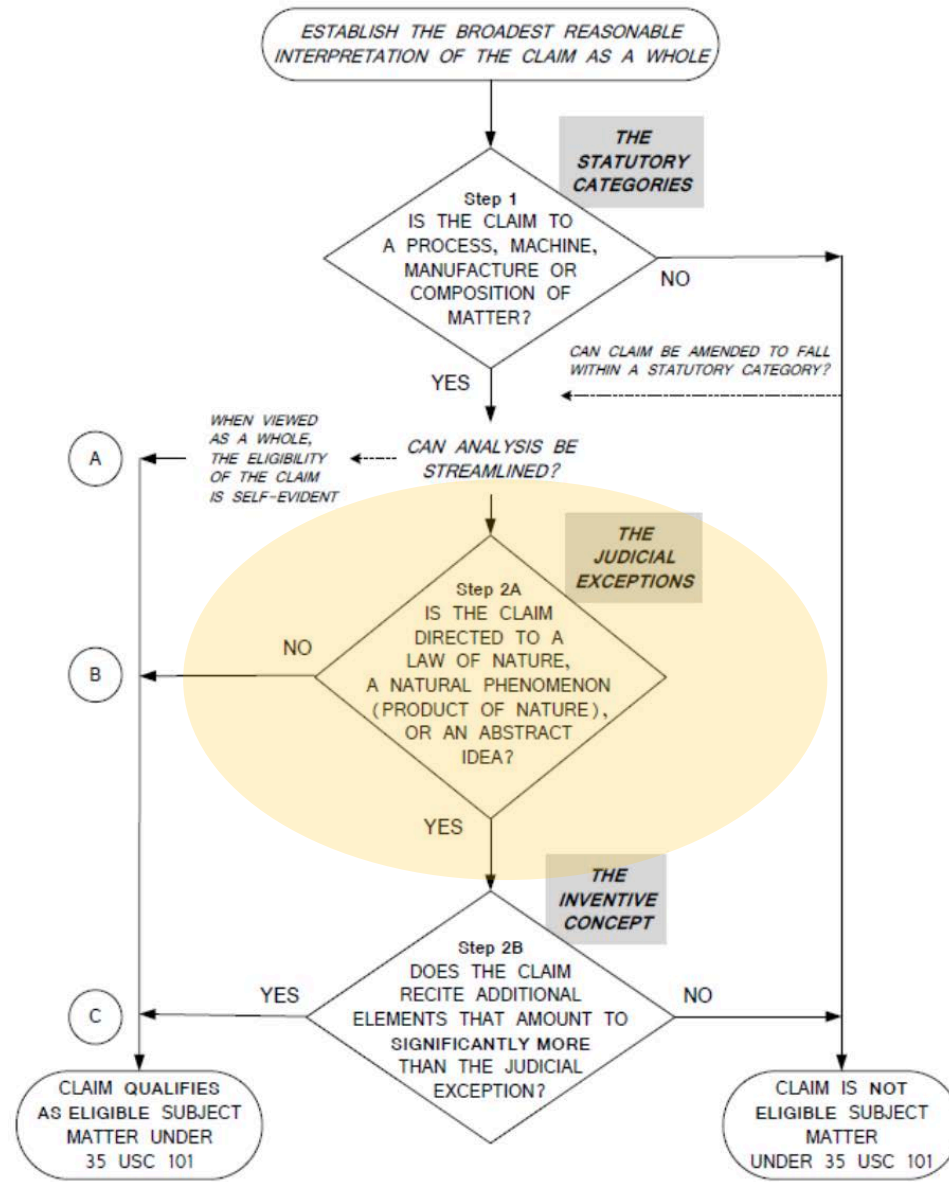 ESTABLISH THE BROADEST REASONABLE
INTERPRETATION OF THE CLAIM AS A WHOLE
THE
STATUTORY
CATEGORIES
Step 1
IS THE CLAIM TO
A PROCESS, MACHINE,
MANUFACTURE OR
COMPOSITION OF
MATTER?
NO
YES
CAN CLAIM BE AMENDED TO FALL
WITHIN A STATUTORY CATEGORY?
A
WHEN VIEWED
AS A WHOLE,
THE ELIGIBILITY
OF THE CLAIM
IS SELF-EVIDENT
CAN ANALYSIS BE
STREAMLINED?
THE
JUDICIAL
EXCEPTIONS
Step 2A
IS THE CLAIM
DIRECTED TO A
LAW OF NATURE,
A NATURAL PHENOMENON
(PRODUCT OF NATURE),
OR AN ABSTRACT
IDEA?
NO
B
YES
THE
INVENTIVE
CONCEPT
Step 2B
DOES THE CLAIM
RECITE ADDITIONAL
ELEMENTS THAT AMOUNT TO
SIGNIFICANTLY MORE
THAN THE JUDICIAL
EXCEPTION?
YES
NO
C
CLAIM QUALIFIES
AS ELIGIBLE SUBJECT
MATTER UNDER
35 USC 101
CLAIM IS NOT
ELIGIBLE SUBJECT
MATTER
UNDER 35 USC 101